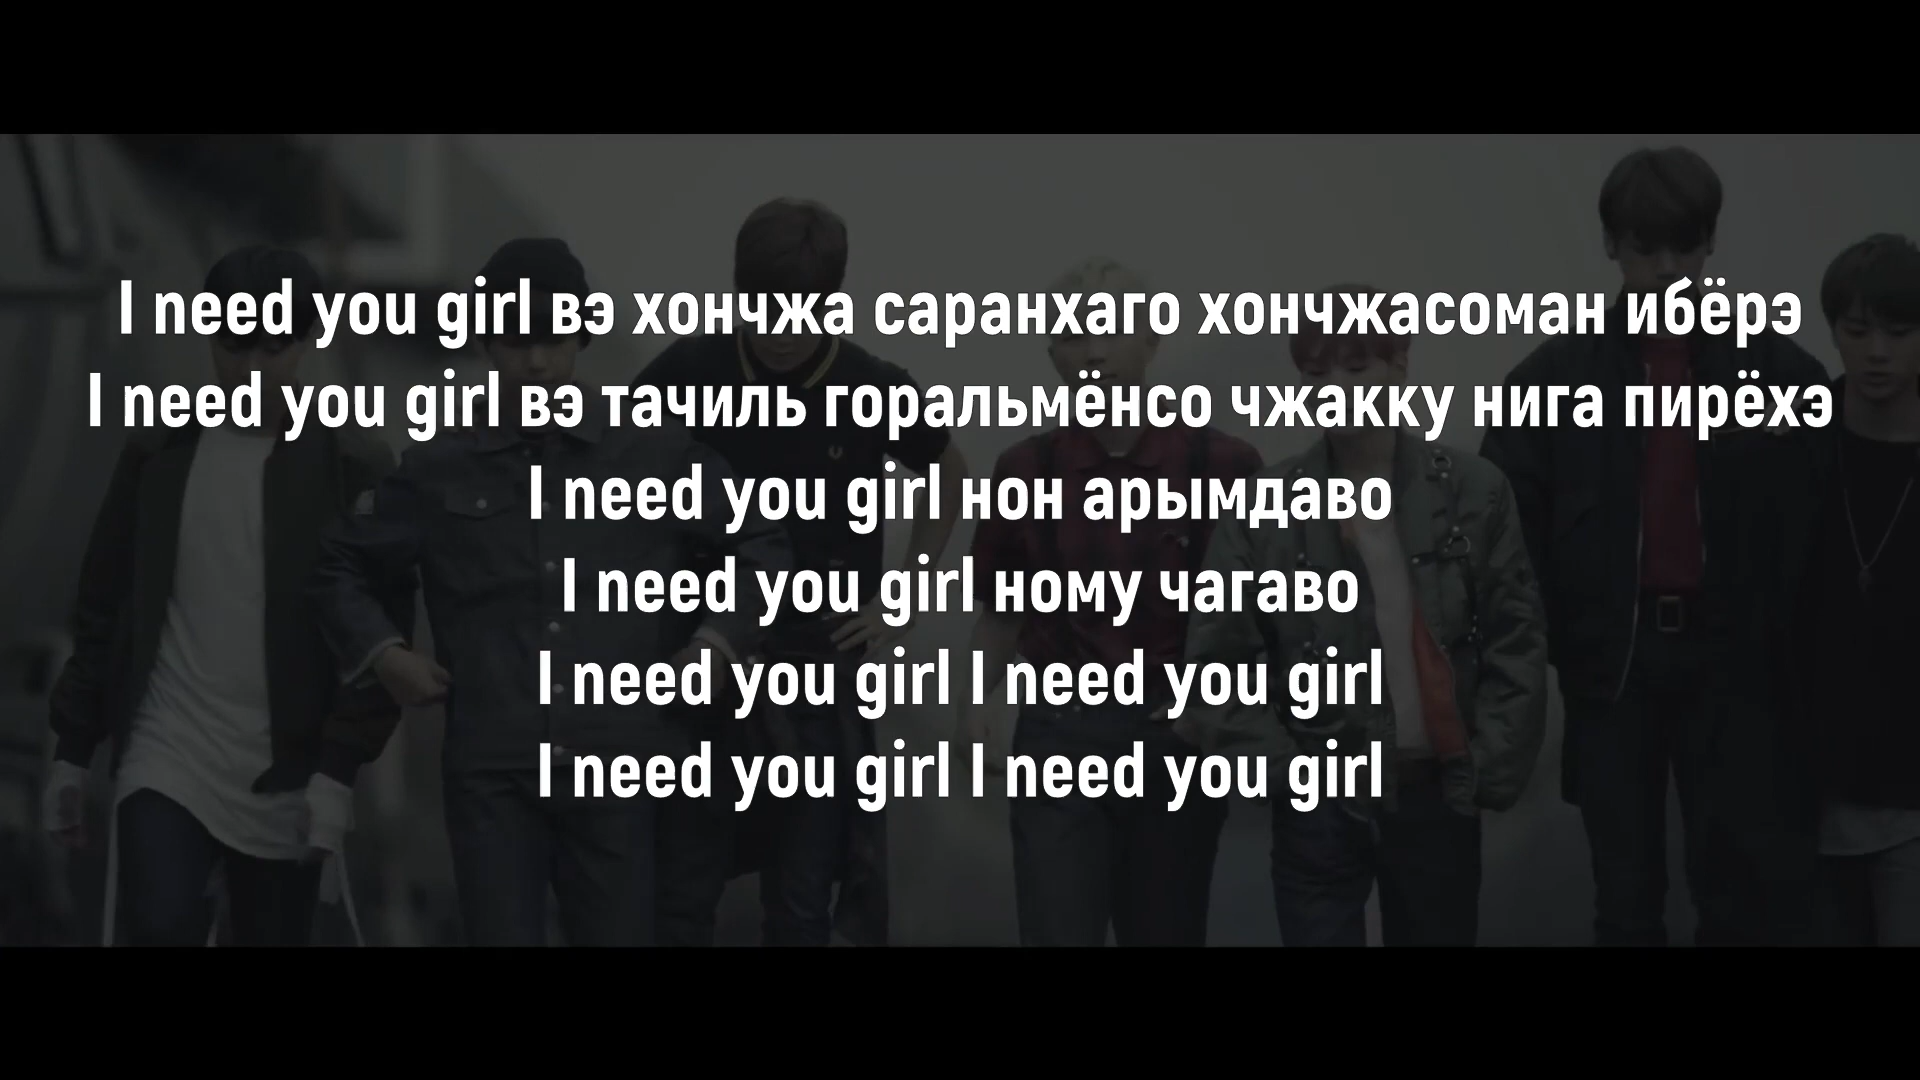 I need you girl вэ хончжа саранхаго хончжасоман ибёрэ
I need you girl вэ тачиль горальмёнсо чжакку нига пирёхэ
I need you girl нон арымдаво
I need you girl ному чагаво
I need you girl I need you girl
I need you girl I need you girl